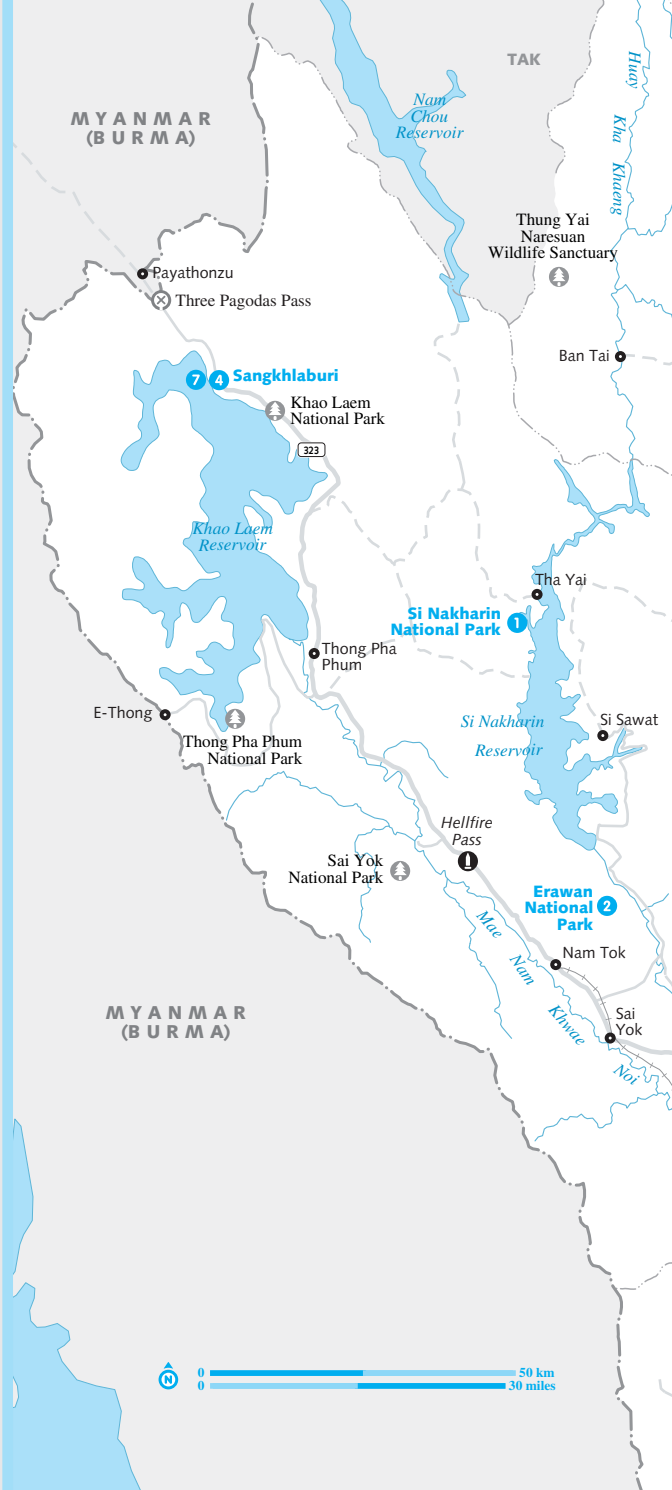 TAK
Huay Kha Khaeng
MYANMAR
(BURMA)
Nam
Chou
Reservoir
Thung Yai
Naresuan
Wildlife Sanctuary
Payathonzu
Three Pagodas Pass
Ban Tai
7 4 Sangkhlaburi
Khao Laem
National Park
323
Khao Laem
Reservoir
Tha Yai
Si Nakharin
National Park
1
Thong Pha
Phum
E-Thong
Si Nakharin
Reservoir
Si Sawat
Thong Pha Phum
National Park
Hellfire
Pass
Sai Yok
National Park
Erawan
National
Park
2
Mae Nam Khwae Noi
Nam Tok
MYANMAR
(BURMA)
Sai
Yok
N
0 50 km
0 30 miles